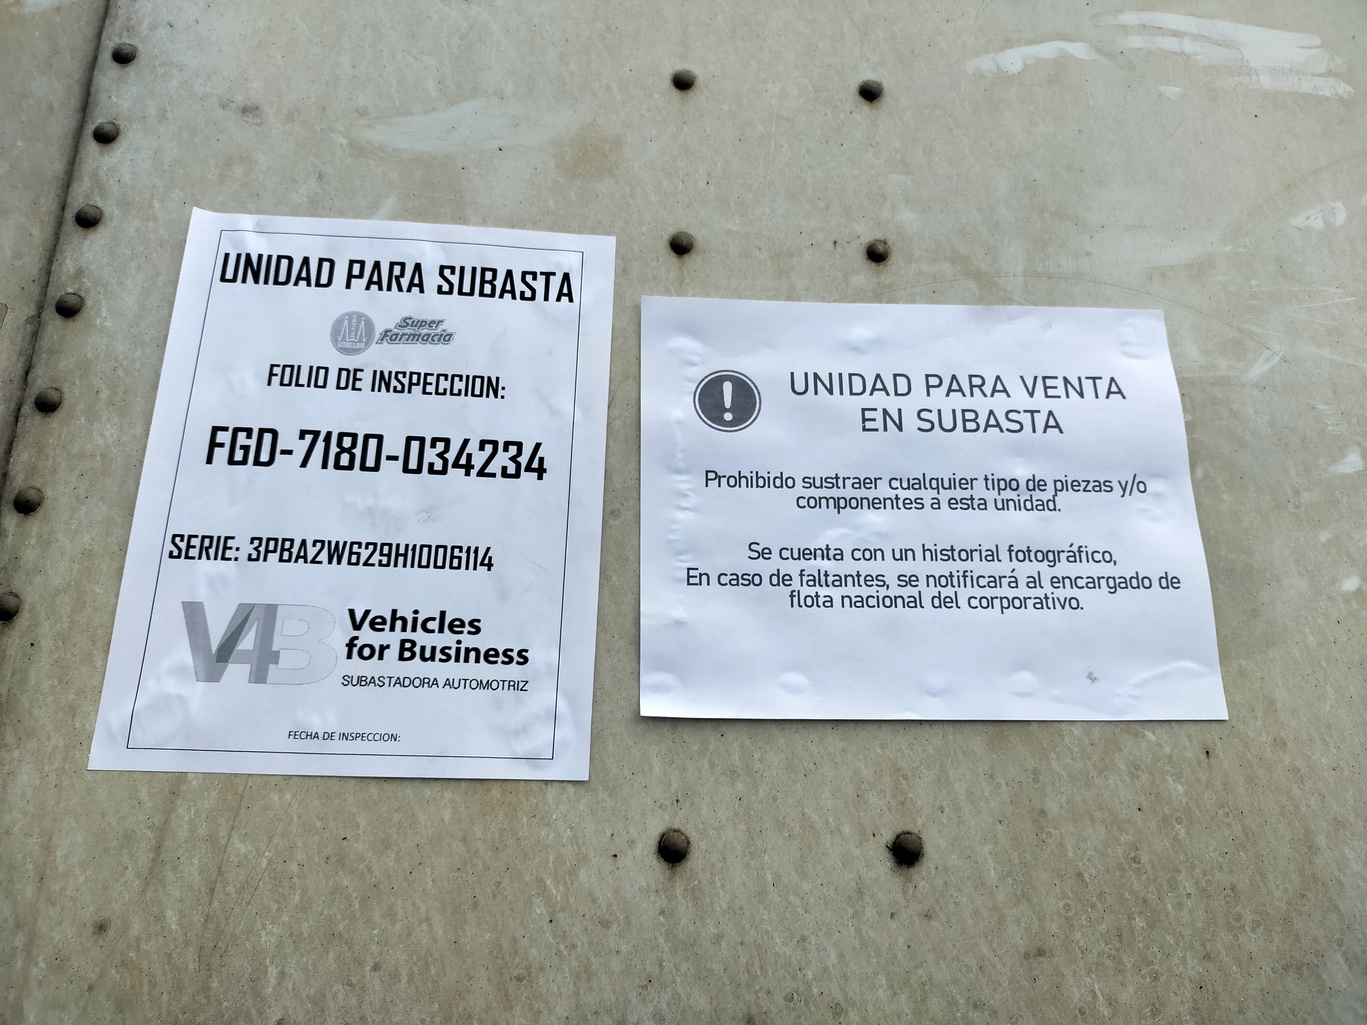 UNIDAD PARA SUBASTA
Super
Farmacia
FOLIO DE INSPECCION:
FGD-7180-034234
SERIE: 3PBA2W629H1006114
V4B
Vehicles
for Business
SUBASTADORA AUTOMOTRIZ
FECHA DE INSPECCION:
!
UNIDAD PARA VENTA
EN SUBASTA
Prohibido sustraer cualquier tipo de piezas y/o
componentes a esta unidad.
Se cuenta con un historial fotográfico,
En caso de faltantes, se notificará al encargado de
flota nacional del corporativo.